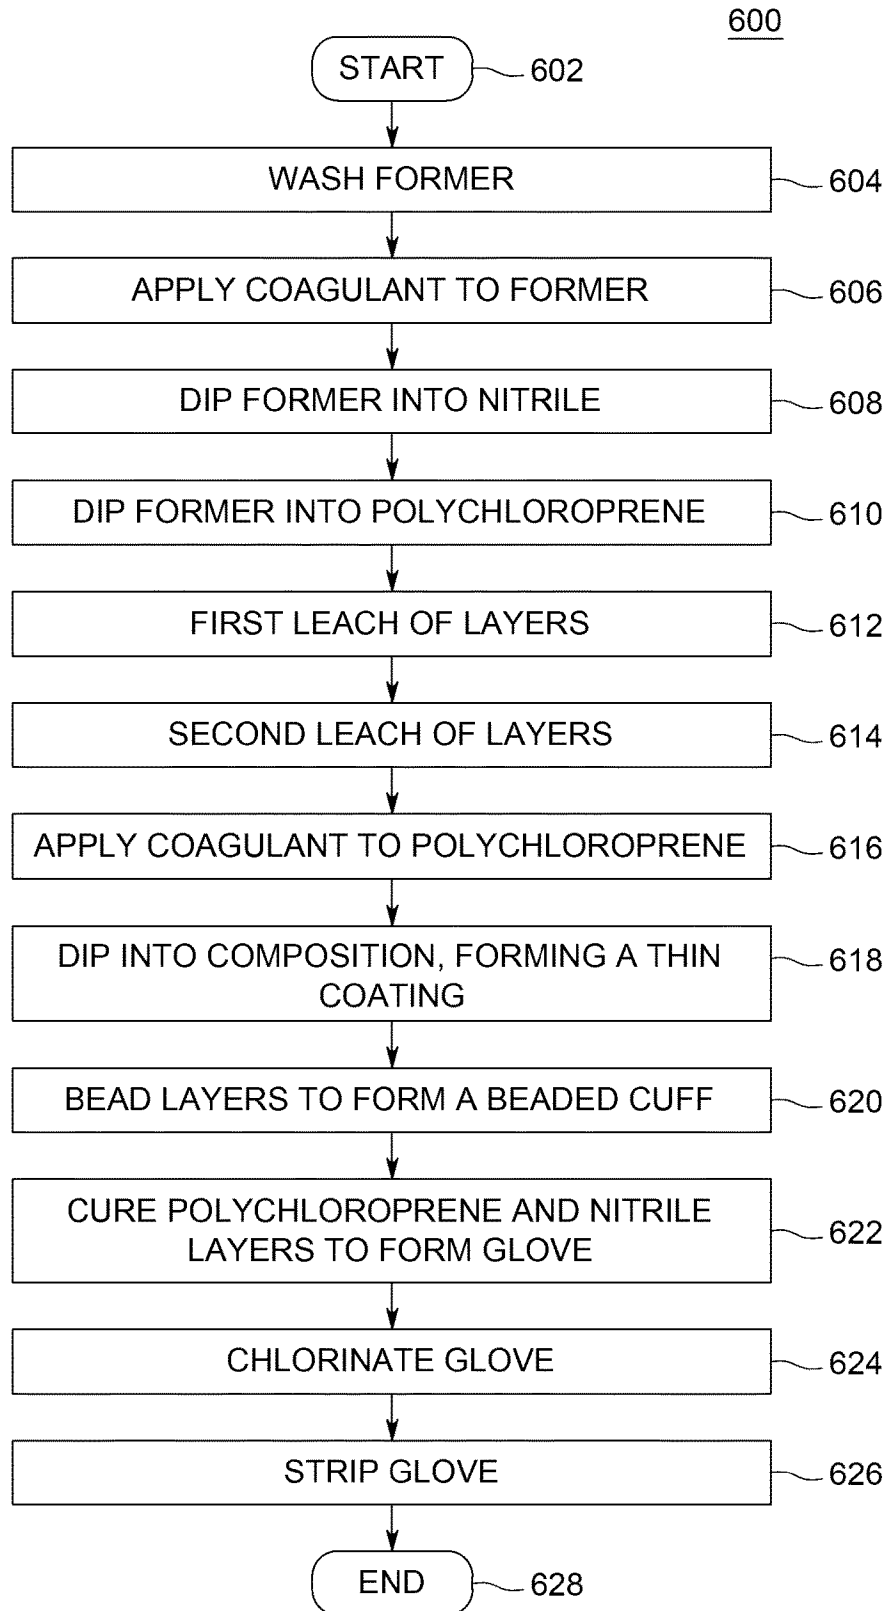 600
START 602
WASH FORMER 604
APPLY COAGULANT TO FORMER 606
DIP FORMER INTO NITRILE 608
DIP FORMER INTO POLYCHLOROPRENE 610
FIRST LEACH OF LAYERS 612
SECOND LEACH OF LAYERS 614
APPLY COAGULANT TO POLYCHLOROPRENE 616
DIP INTO COMPOSITION, FORMING A THIN 618
COATING
BEAD LAYERS TO FORM A BEADED CUFF 620
CURE POLYCHLOROPRENE AND NITRILE 622
LAYERS TO FORM GLOVE
CHLORINATE GLOVE 624
STRIP GLOVE 626
END 628